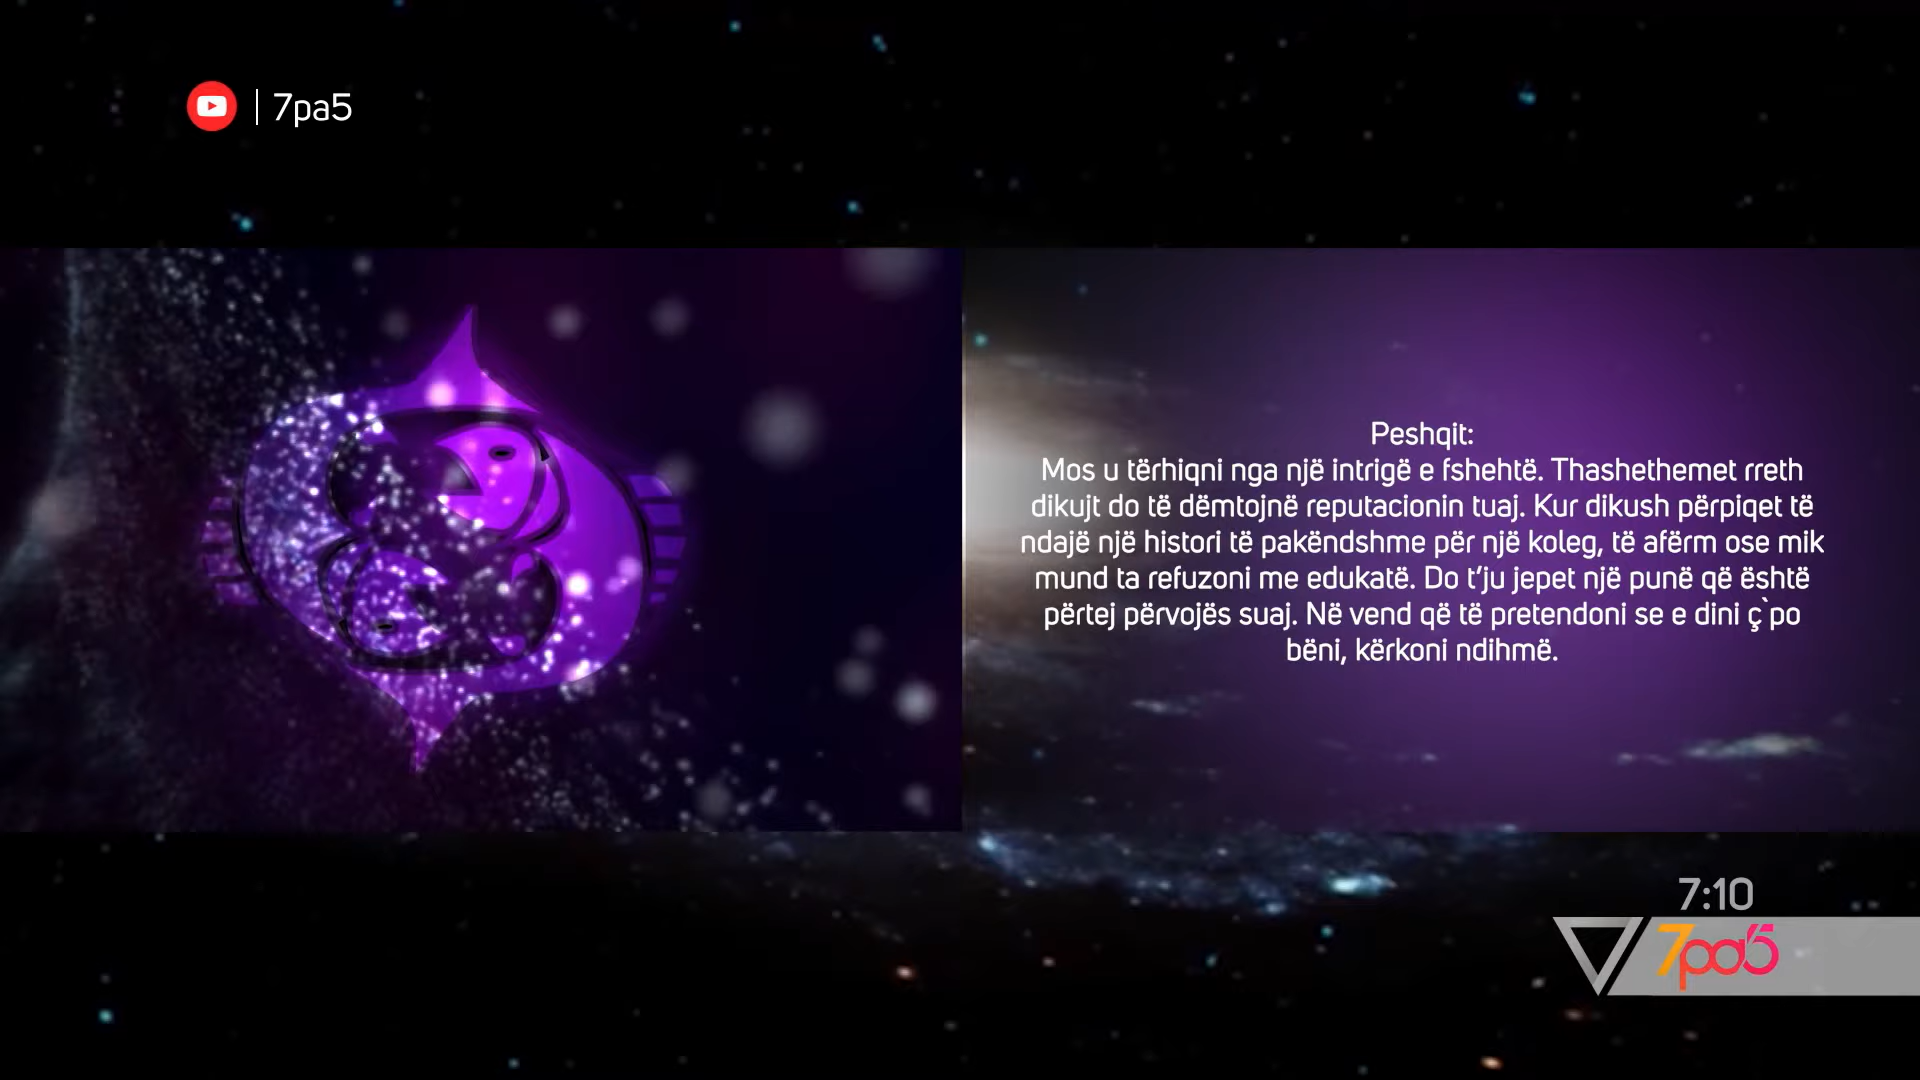 7pa5
Peshqit:
Mos u tërhiqni nga një intrigë e fshehtë. Thashethemet rreth
dikujt do të dëmtojnë reputacionin tuaj. Kur dikush përpiqet të
ndajë një histori të pakëndshme për një koleg, të afërm ose mik
mund ta refuzoni me edukatë. Do t’ju jepet një punë që është
përtej përvojës suaj. Në vend që të pretendoni se e dini ç`po
bëni, kërkoni ndihmë.
7:10
7pa5